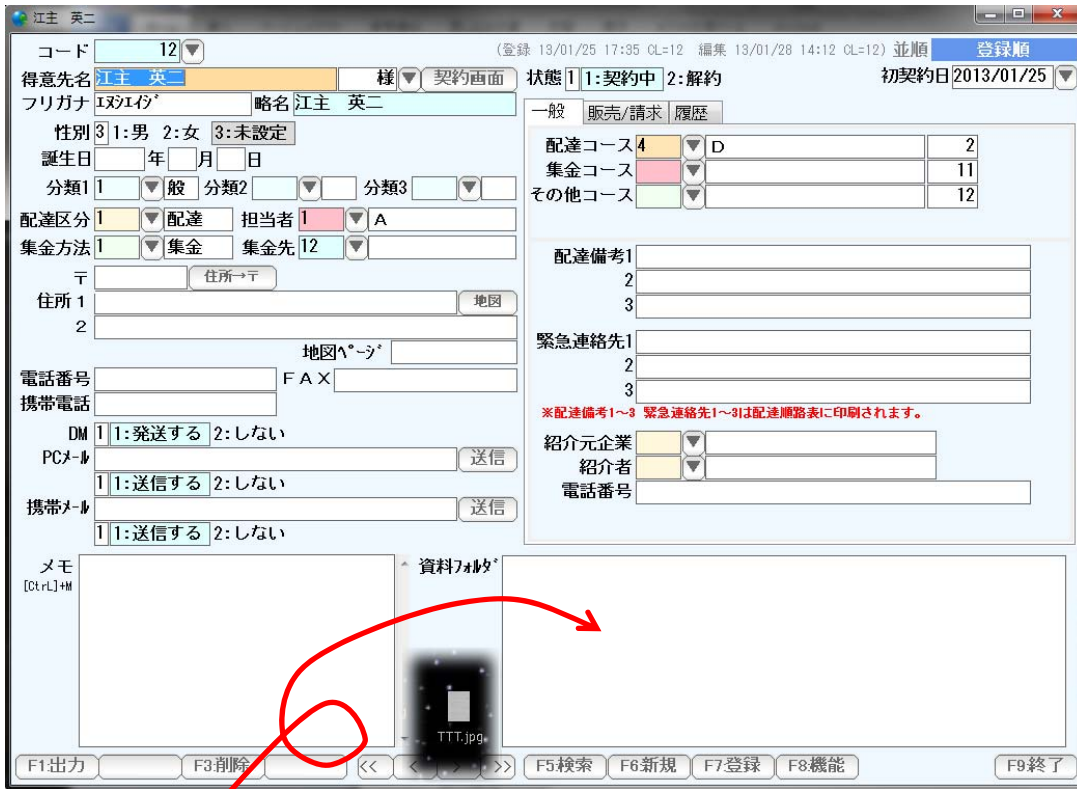 江主 英二
コード 12 (登録 13/01/25 17:35 CL=12 編集 13/01/28 14:12 CL=12) 並順 登録順
得意先名 江主 英二 様 契約画面 状態 1 1:契約中 2:解約 初契約日 2013/01/25
フリガナ ｴﾇｼｴｲｼﾞ 略名 江主 英二
一般 販売/請求 履歴
性別 3 1:男 2:女 3:未設定
配達コース 4 D 2
誕生日 年 月 日
集金コース 11
分類1 1 般 分類2 分類3
その他コース 12
配達区分 1 配達 担当者 1 A
集金方法 1 集金 集金先 12
配達備考1
〒 住所→〒
2
住所 1 地図
3
2
緊急連絡先1
地図ﾍﾟｰｼﾞ
2
電話番号 FAX
3
携帯電話
※配達備考1～3 緊急連絡先1～3は配達順路表に印刷されます。
DM 1 1:発送する 2:しない
紹介元企業
PCﾒｰﾙ 送信
紹介者
1 1:送信する 2:しない
電話番号
携帯ﾒｰﾙ 送信
1 1:送信する 2:しない
メモ 資料ﾌｫﾙﾀﾞ
[CtrL]+M
TTT.jpg
F1:出力 F3:削除 << < > >> F5:検索 F6:新規 F7:登録 F8:機能 F9:終了